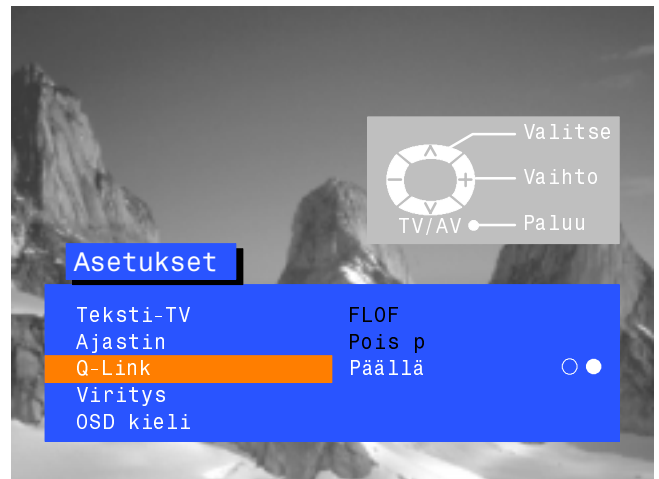 Valitse
Vaihto
TV/AV Paluu
Asetukset
Teksti-TV FLOF
Ajastin Pois p
Q-Link Päällä
Viritys
OSD kieli